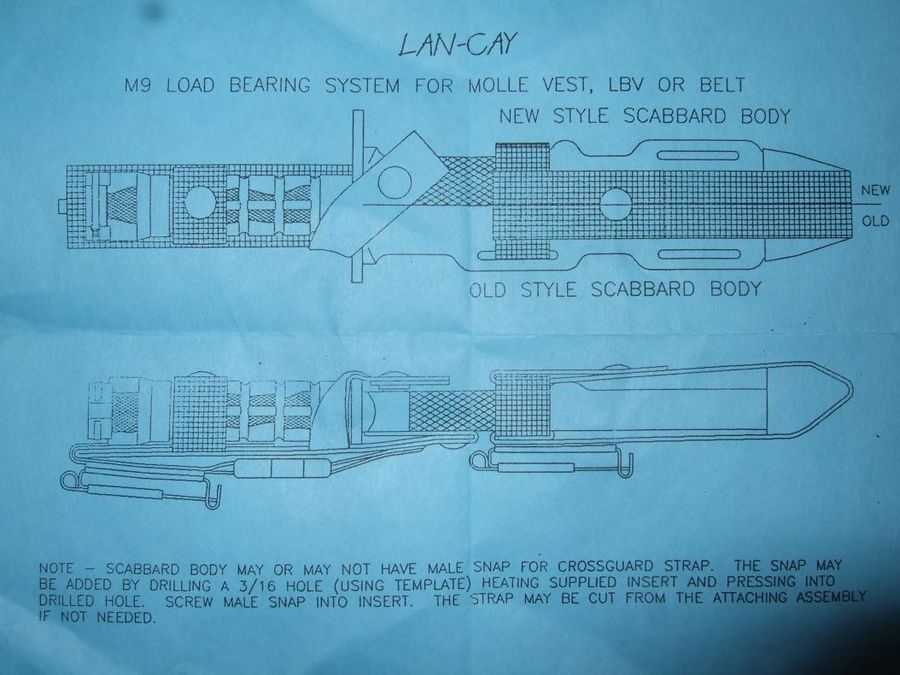 LAN-CAY
M9 LOAD BEARING SYSTEM FOR MOLLE VEST, LBV OR BELT
NEW STYLE SCABBARD BODY
NEW
OLD
OLD STYLE SCABBARD BODY
NOTE – SCABBARD BODY MAY OR MAY NOT HAVE MALE SNAP FOR CROSSGUARD STRAP. THE SNAP MAY
BE ADDED BY DRILLING A 3/16 HOLE (USING TEMPLATE) HEATING SUPPLIED INSERT AND PRESSING INTO
DRILLED HOLE. SCREW MALE SNAP INTO INSERT. THE STRAP MAY BE CUT FROM THE ATTACHING ASSEMBLY
IF NOT NEEDED.